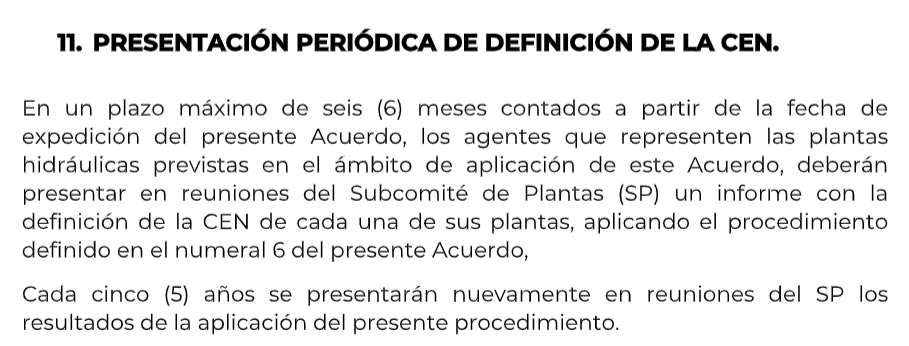 11. PRESENTACIÓN PERIÓDICA DE DEFINICIÓN DE LA CEN.
En un plazo máximo de seis (6) meses contados a partir de la fecha de
expedición del presente Acuerdo, los agentes que representen las plantas
hidráulicas previstas en el ámbito de aplicación de este Acuerdo, deberán
presentar en reuniones del Subcomité de Plantas (SP) un informe con la
definición de la CEN de cada una de sus plantas, aplicando el procedimiento
definido en el numeral 6 del presente Acuerdo,
Cada cinco (5) años se presentarán nuevamente en reuniones del SP los
resultados de la aplicación del presente procedimiento.